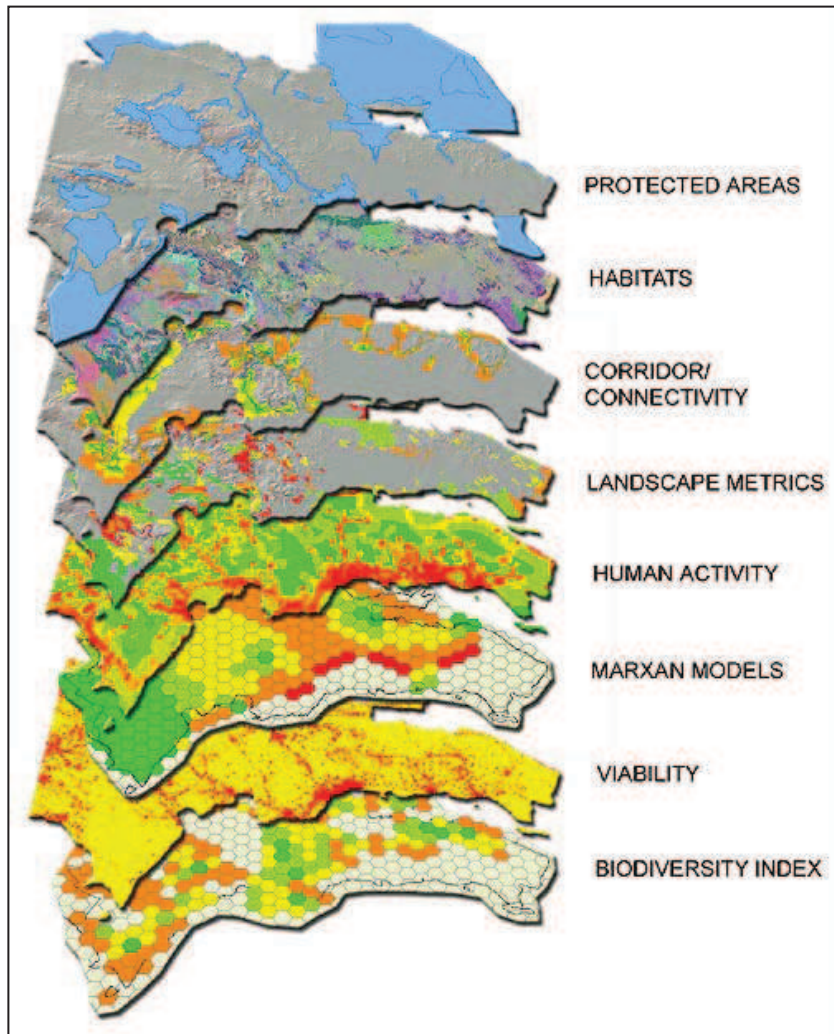 PROTECTED AREAS
HABITATS
CORRIDOR/
CONNECTIVITY
LANDSCAPE METRICS
HUMAN ACTIVITY
MARXAN MODELS
VIABILITY
BIODIVERSITY INDEX